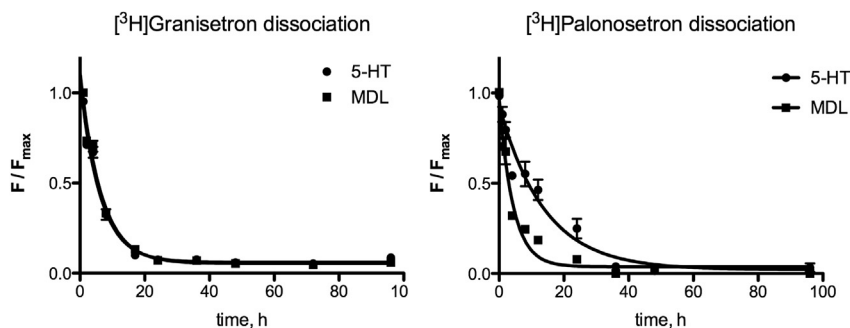 [³H]Granisetron dissociation
5-HT
MDL
1.0
0.5
0.0
F / Fmax
0 20 40 60 80 10
time, h
[³H]Palonosetron dissociation
5-HT
MDL
1.0
0.5
0.0
F / Fmax
0 20 40 60 80 100
time, h